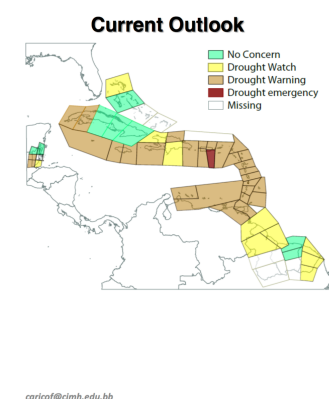 Current Outlook
No Concern
Drought Watch
Drought Warning
Drought emergency
Missing
caricof@cimh.edu.bb